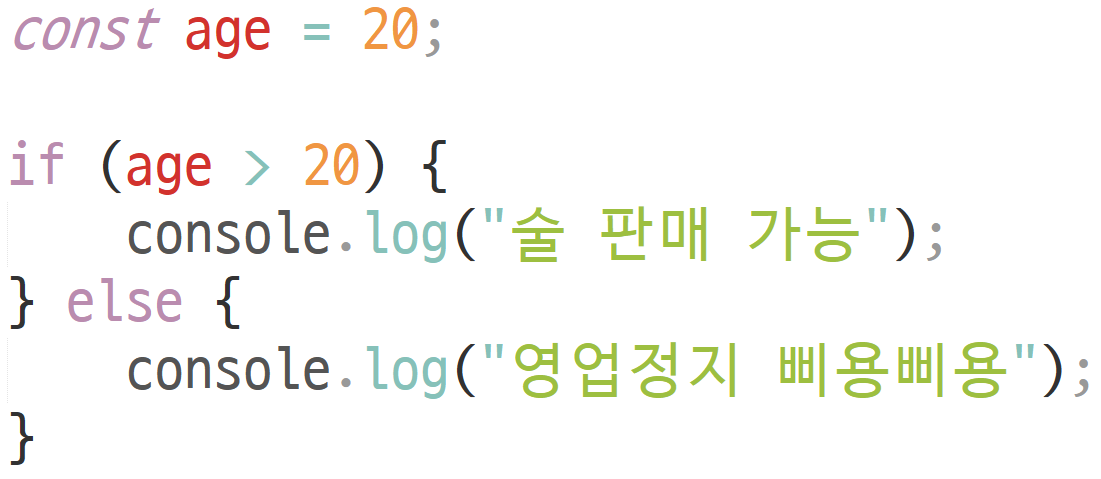 const age = 20;
if (age > 20) {
console.log("술 판매 가능");
} else {
console.log("영업정지 삐용삐용");
}